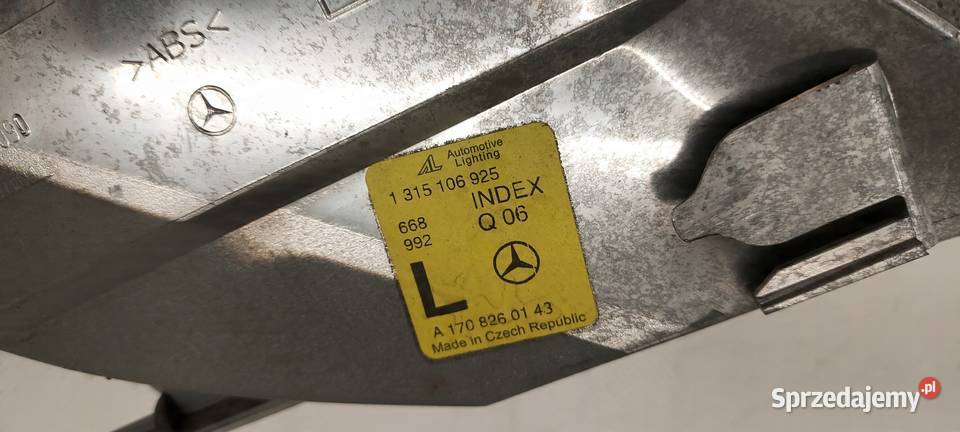 >ABS<
Automotive
Lighting
1 315 106 925
668
992
INDEX
Q 06
L
A 170 826 01 43
Made in Czech Republic
Sprzedajemy.pl